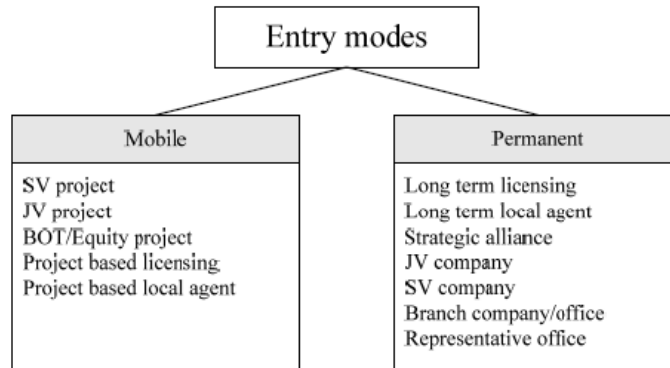 Entry modes
Mobile
SV project
JV project
BOT/Equity project
Project based licensing
Project based local agent
Permanent
Long term licensing
Long term local agent
Strategic alliance
JV company
SV company
Branch company/office
Representative office